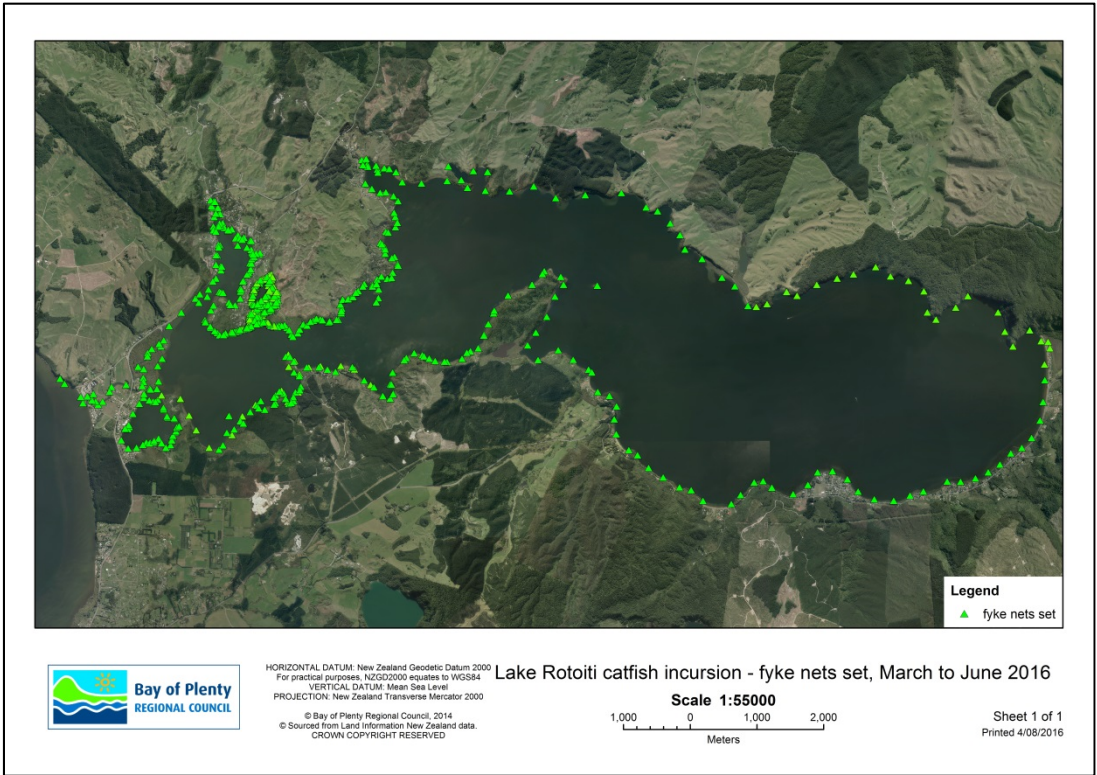 Legend
fyke nets set
Bay of Plenty
REGIONAL COUNCIL
HORIZONTAL DATUM: New Zealand Geodetic Datum 2000
For practical purposes, NZGD2000 equates to WGS84
VERTICAL DATUM: Mean Sea Level
PROJECTION: New Zealand Transverse Mercator 2000
© Bay of Plenty Regional Council, 2014
© Sourced from Land Information New Zealand data.
CROWN COPYRIGHT RESERVED
Lake Rotoiti catfish incursion - fyke nets set, March to June 2016
Scale 1:55000
1,000 0 1,000 2,000
Meters
Sheet 1 of 1
Printed 4/08/2016